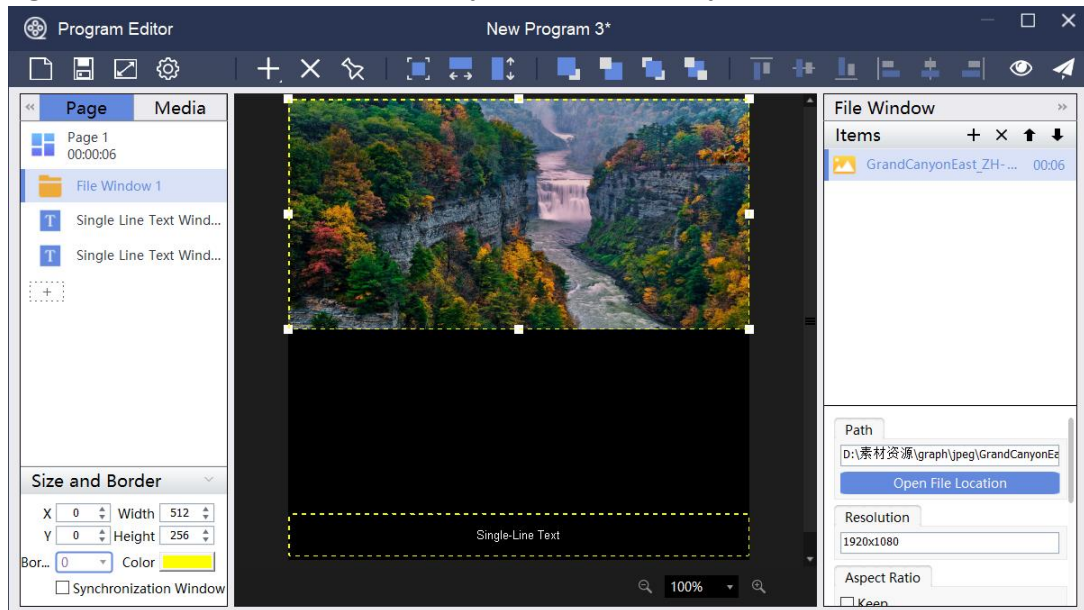 Program Editor
New Program 3*
Page
Media
Page 1
00:00:06
File Window 1
Single Line Text Wind...
Single Line Text Wind...
Size and Border
X 0 Width 512
Y 0 Height 256
Bor... 0 Color
Synchronization Window
Single-Line Text
100%
File Window
Items
GrandCanyonEast_ZH-... 00:06
Path
D:\素材资源\graph\jpeg\GrandCanyonEa
Open File Location
Resolution
1920x1080
Aspect Ratio
Keep